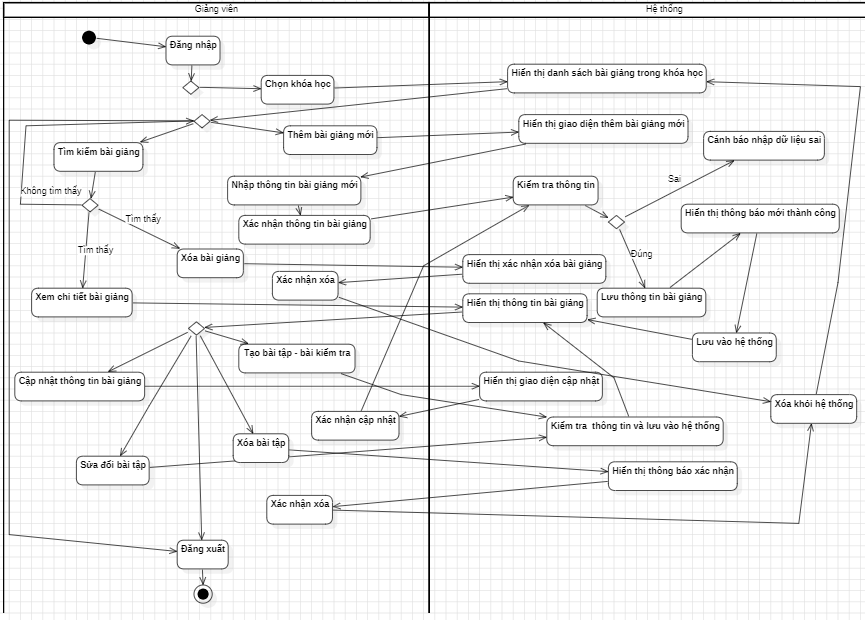 Giảng viên
Hệ thống
Đăng nhập
Chọn khóa học
Hiển thị danh sách bài giảng trong khóa học
Thêm bài giảng mới
Hiển thị giao diện thêm bài giảng mới
Cảnh báo nhập dữ liệu sai
Tìm kiếm bài giảng
Không tìm thấy
Nhập thông tin bài giảng mới
Kiểm tra thông tin
Sai
Tìm thấy
Xác nhận thông tin bài giảng
Hiển thị thông báo mới thành công
Tìm thấy
Xóa bài giảng
Hiển thị xác nhận xóa bài giảng
Đúng
Xác nhận xóa
Xem chi tiết bài giảng
Hiển thị thông tin bài giảng
Lưu thông tin bài giảng
Tạo bài tập - bài kiểm tra
Lưu vào hệ thống
Cập nhật thông tin bài giảng
Hiển thị giao diện cập nhật
Xóa khỏi hệ thống
Xác nhận cập nhật
Kiểm tra  thông tin và lưu vào hệ thống
Xóa bài tập
Sửa đổi bài tập
Hiển thị thông báo xác nhận
Xác nhận xóa
Đăng xuất